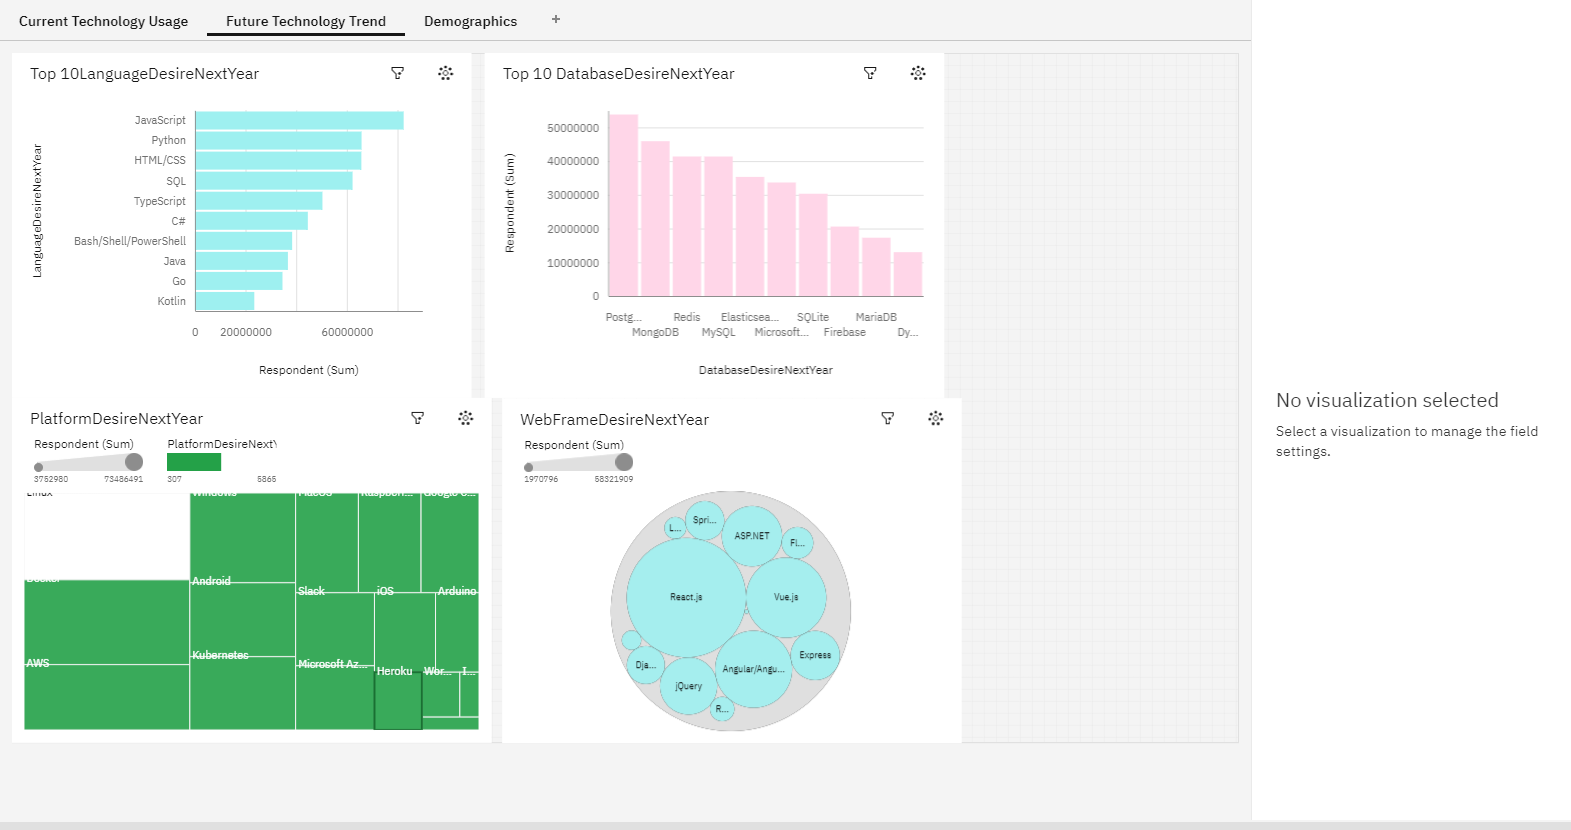 Current Technology Usage
Future Technology Trend
Demographics
+
Top 10LanguageDesireNextYear
LanguageDesireNextYear
JavaScript
Python
HTML/CSS
SQL
TypeScript
C#
Bash/Shell/PowerShell
Java
Go
Kotlin
0 20000000 60000000
Respondent (Sum)
Top 10 DatabaseDesireNextYear
Respondent (Sum)
50000000
40000000
30000000
20000000
10000000
0
Postg... Redis Elasticsea... SQLite MariaDB
MongoDB MySQL Microsoft... Firebase Dy...
DatabaseDesireNextYear
PlatformDesireNextYear
Respondent (Sum)
3752980 73486491
PlatformDesireNext
307 5865
Linux
Windows
MacOS
Raspberr...
Google C...
Docker
Android
Slack
iOS
Arduino
AWS
Kubernetes
Microsoft Az...
Heroku
Wor...
I...
WebFrameDesireNextYear
Respondent (Sum)
1970796 58321909
L...
Spri...
ASP.NET
Fl...
React.js
Vue.js
Express
Dja...
Angular/Angu...
jQuery
R...
No visualization selected
Select a visualization to manage the field
settings.